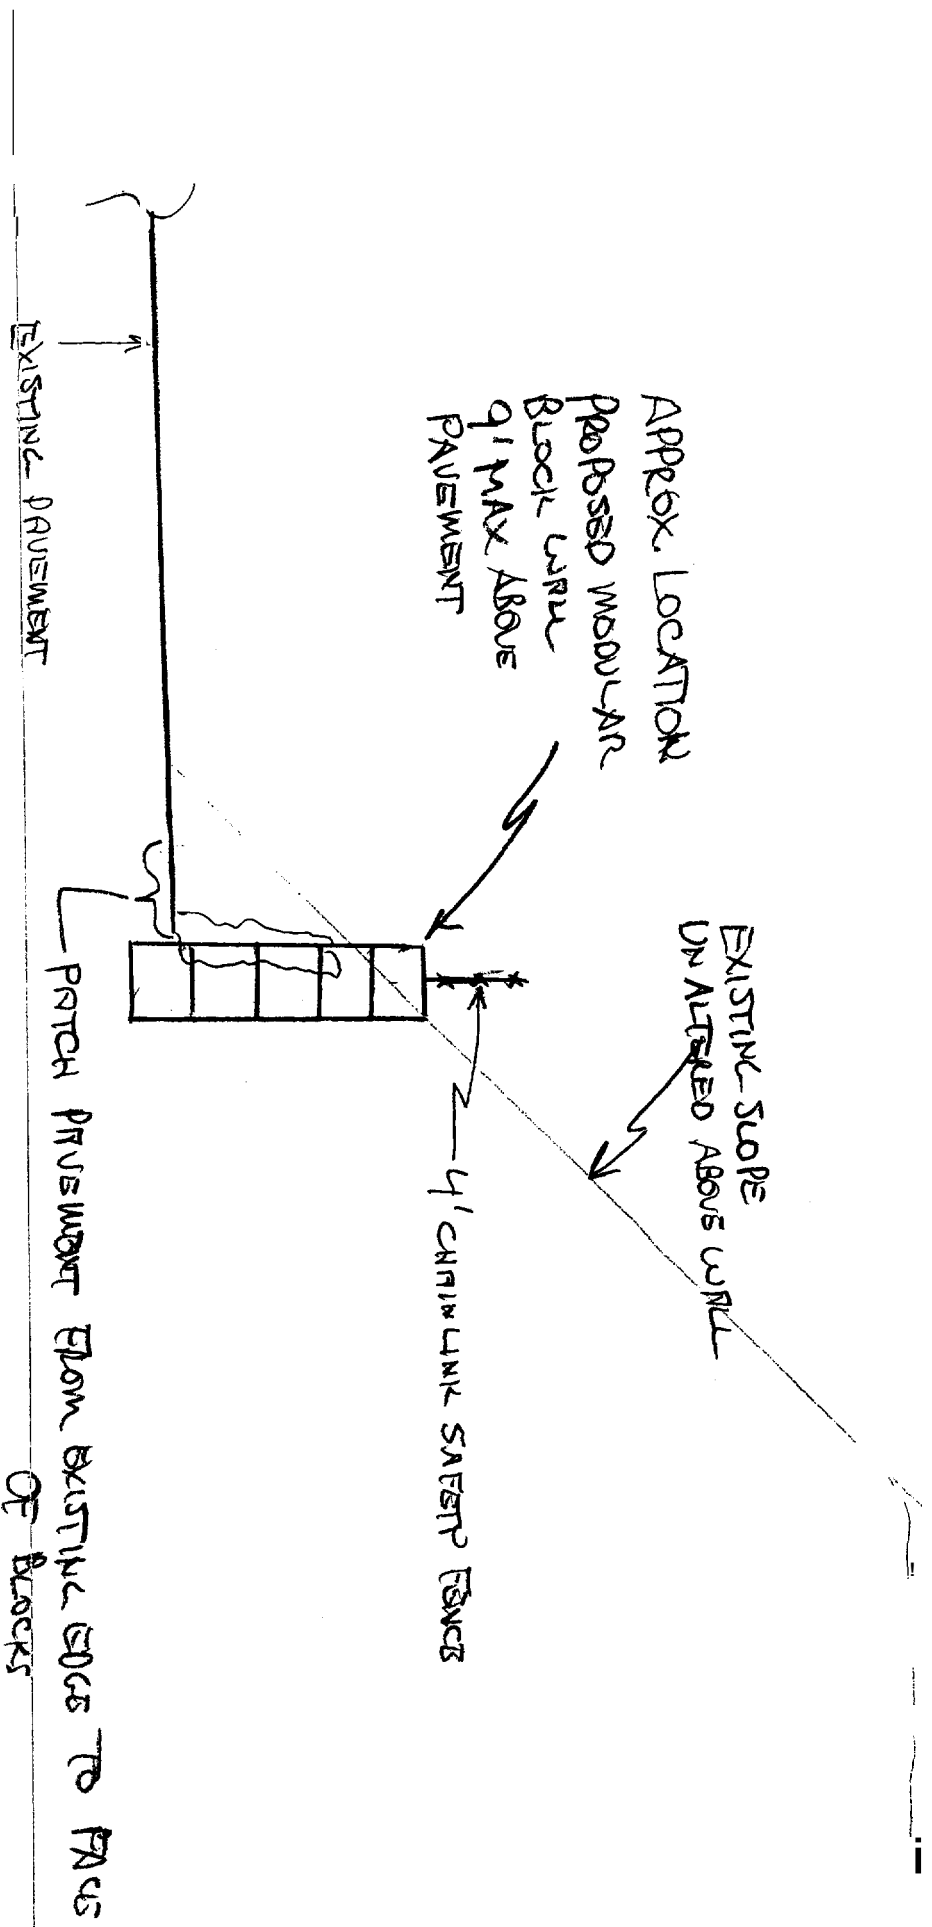 APPROX. LOCATION
PROPOSED MODULAR
BLOCK WALL
9' MAX ABOVE
PAVEMENT
EXISTING SLOPE
UNALTERED ABOVE WALL
4' CHAIN LINK SAFETY FENCE
EXISTING PAVEMENT
PATCH PAVEMENT FROM EXISTING EDGE TO FACE
OF BLOCKS